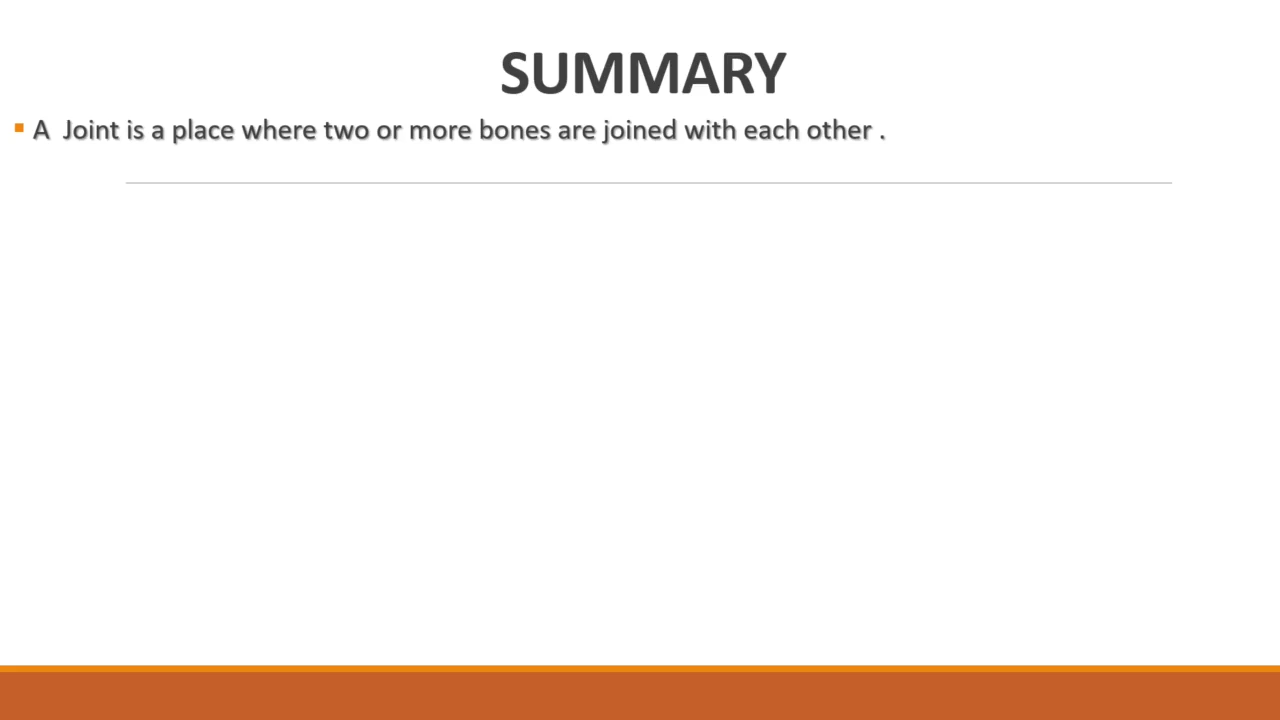 SUMMARY
▪ A  Joint is a place where two or more bones are joined with each other .